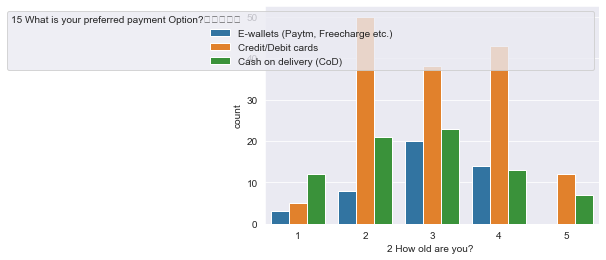 15 What is your preferred payment Option?
E-wallets (Paytm, Freecharge etc.)
Credit/Debit cards
Cash on delivery (CoD)
50
30
20
10
0
count
1 2 3 4 5
2 How old are you?